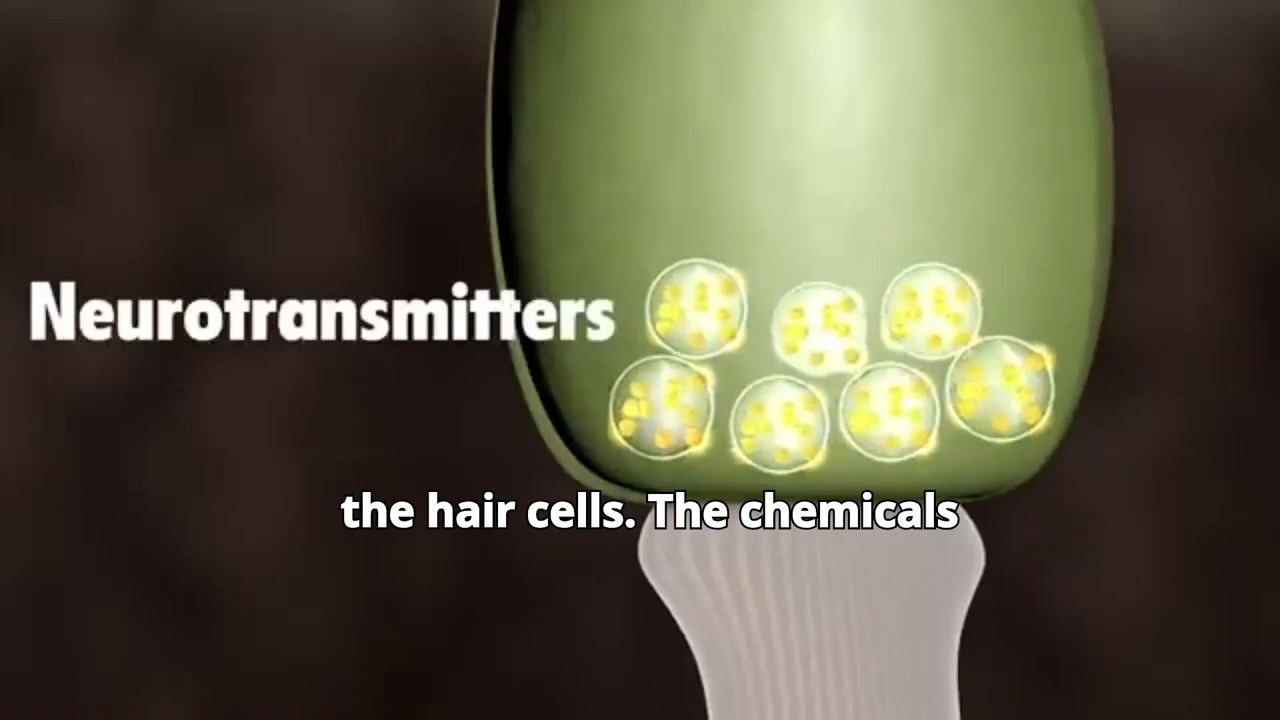 Neurotransmitters
the hair cells. The chemicals